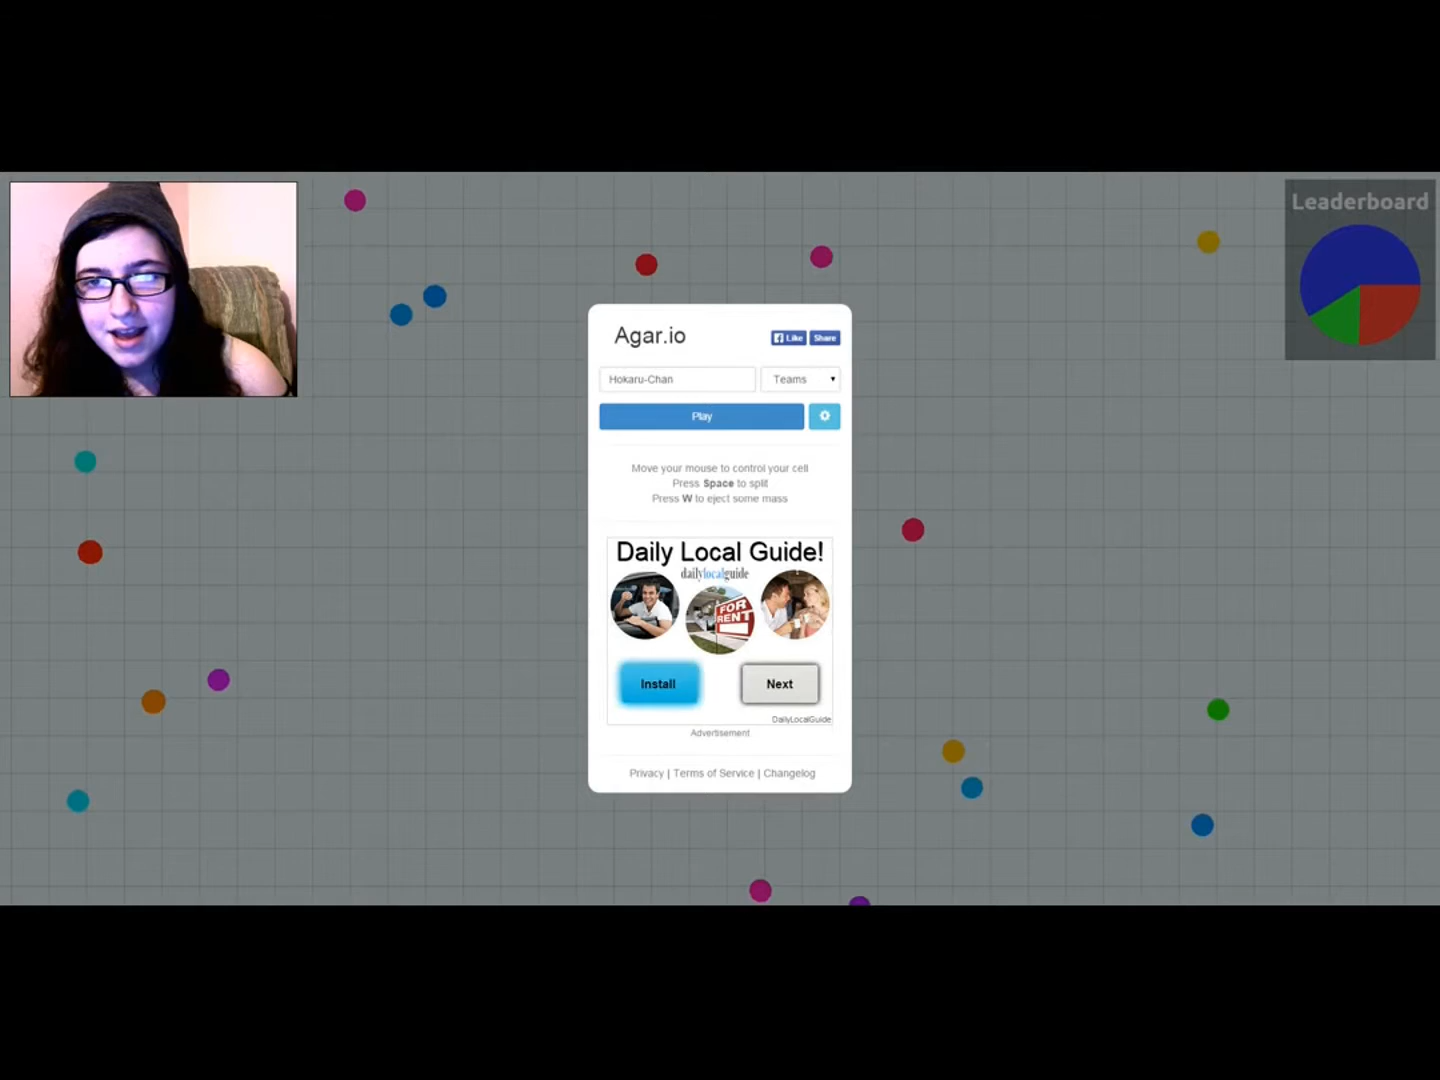 Leaderboard
Agar.io
Like Share
Hokaru-Chan Teams
Play
Move your mouse to control your cell
Press Space to split
Press W to eject some mass
Daily Local Guide!
dailylocalguide
FOR
RENT
Install Next
DailyLocalGuide
Advertisement
Privacy | Terms of Service | Changelog